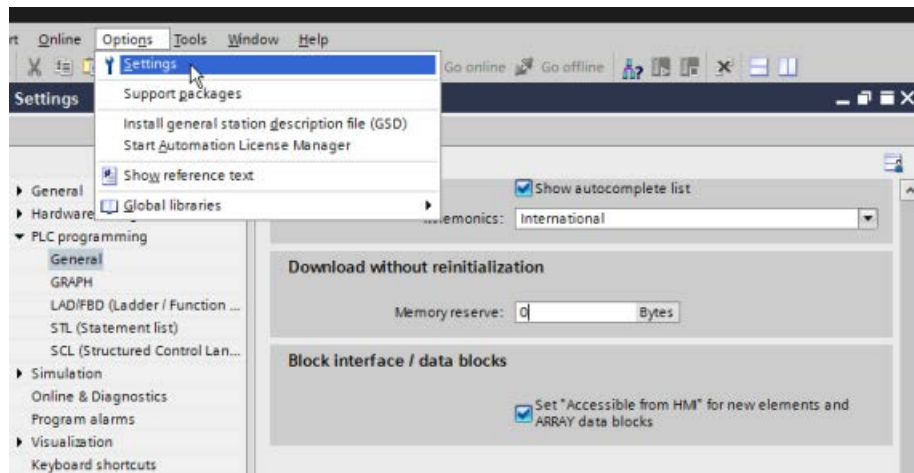 Online Options Tools Window Help
Settings Go online Go offline
Support packages
Settings
Install general station description file (GSD)
Start Automation License Manager
Show reference text
Global libraries
General
Hardware
PLC programming
General
GRAPH
LAD/FBD (Ladder / Function ...
STL (Statement list)
SCL (Structured Control Lan...
Simulation
Online & Diagnostics
Program alarms
Visualization
Keyboard shortcuts
Show autocomplete list
International
Download without reinitialization
Memory reserve: 0 Bytes
Block interface / data blocks
Set "Accessible from HMI" for new elements and
ARRAY data blocks